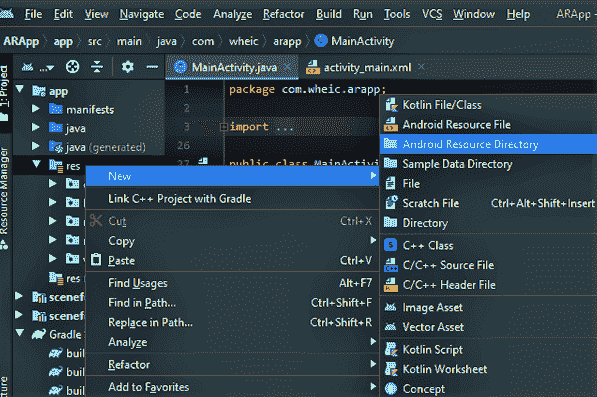 File Edit View Navigate Code Analyze Refactor Build Run Tools VCS Window Help ARApp -
ARApp app src main java com wheic arapp MainActivity
1: Project
Resource Manager
app
manifests
java
java (generated)
res
res
scenef
scenef
Gradle
bui
bui
bui
MainActivity.java activity_main.xml
1 package com.wheic.arapp;
2
3 import ...
27 public class MainActivi
New
Link C++ Project with Gradle
Cut Ctrl+X
Copy
Paste Ctrl+V
Find Usages Alt+F7
Find in Path... Ctrl+Shift+F
Replace in Path... Ctrl+Shift+R
Analyze
Refactor
Add to Favorites
Kotlin File/Class
Android Resource File
Android Resource Directory
Sample Data Directory
File
Scratch File Ctrl+Alt+Shift+Insert
Directory
C++ Class
C/C++ Source File
C/C++ Header File
Image Asset
Vector Asset
Kotlin Script
Kotlin Worksheet
Concept